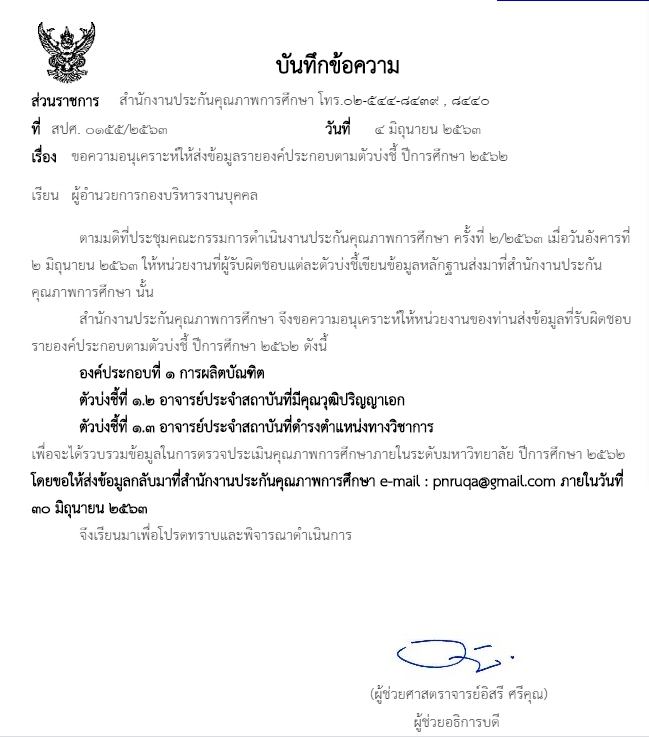 บันทึกข้อความ
ส่วนราชการ สำนักงานประกันคุณภาพการศึกษา โทร.๐๒-๕๔๔-๘๔๓๙ , ๘๔๔๐
ที่ สปศ. ๐๑๕๕/๒๕๖๓ วันที่ ๔ มิถุนายน ๒๕๖๓
เรื่อง ขอความอนุเคราะห์ให้ส่งข้อมูลรายองค์ประกอบตามตัวบ่งชี้ ปีการศึกษา ๒๕๖๒
เรียน ผู้อำนวยการกองบริหารงานบุคคล
ตามมติที่ประชุมคณะกรรมการดำเนินงานประกันคุณภาพการศึกษา ครั้งที่ ๒/๒๕๖๓ เมื่อวันอังคารที่
๒ มิถุนายน ๒๕๖๓ ให้หน่วยงานที่ผู้รับผิดชอบแต่ละตัวบ่งชี้เขียนข้อมูลหลักฐานส่งมาที่สำนักงานประกัน
คุณภาพการศึกษา นั้น
สำนักงานประกันคุณภาพการศึกษา จึงขอความอนุเคราะห์ให้หน่วยงานของท่านส่งข้อมูลที่รับผิดชอบ
รายองค์ประกอบตามตัวบ่งชี้ ปีการศึกษา ๒๕๖๒ ดังนี้
องค์ประกอบที่ ๑ การผลิตบัณฑิต
ตัวบ่งชี้ที่ ๑.๒ อาจารย์ประจำสถาบันที่มีคุณวุฒิปริญญาเอก
ตัวบ่งชี้ที่ ๑.๓ อาจารย์ประจำสถาบันที่ดำรงตำแหน่งทางวิชาการ
เพื่อจะได้รวบรวมข้อมูลในการตรวจประเมินคุณภาพการศึกษาภายในระดับมหาวิทยาลัย ปีการศึกษา ๒๕๖๒
โดยขอให้ส่งข้อมูลกลับมาที่สำนักงานประกันคุณภาพการศึกษา e-mail : pnruqa@gmail.com ภายในวันที่
๓๐ มิถุนายน ๒๕๖๓
จึงเรียนมาเพื่อโปรดทราบและพิจารณาดำเนินการ
(ผู้ช่วยศาสตราจารย์อิสรี ศรีคุณ)
ผู้ช่วยอธิการบดี